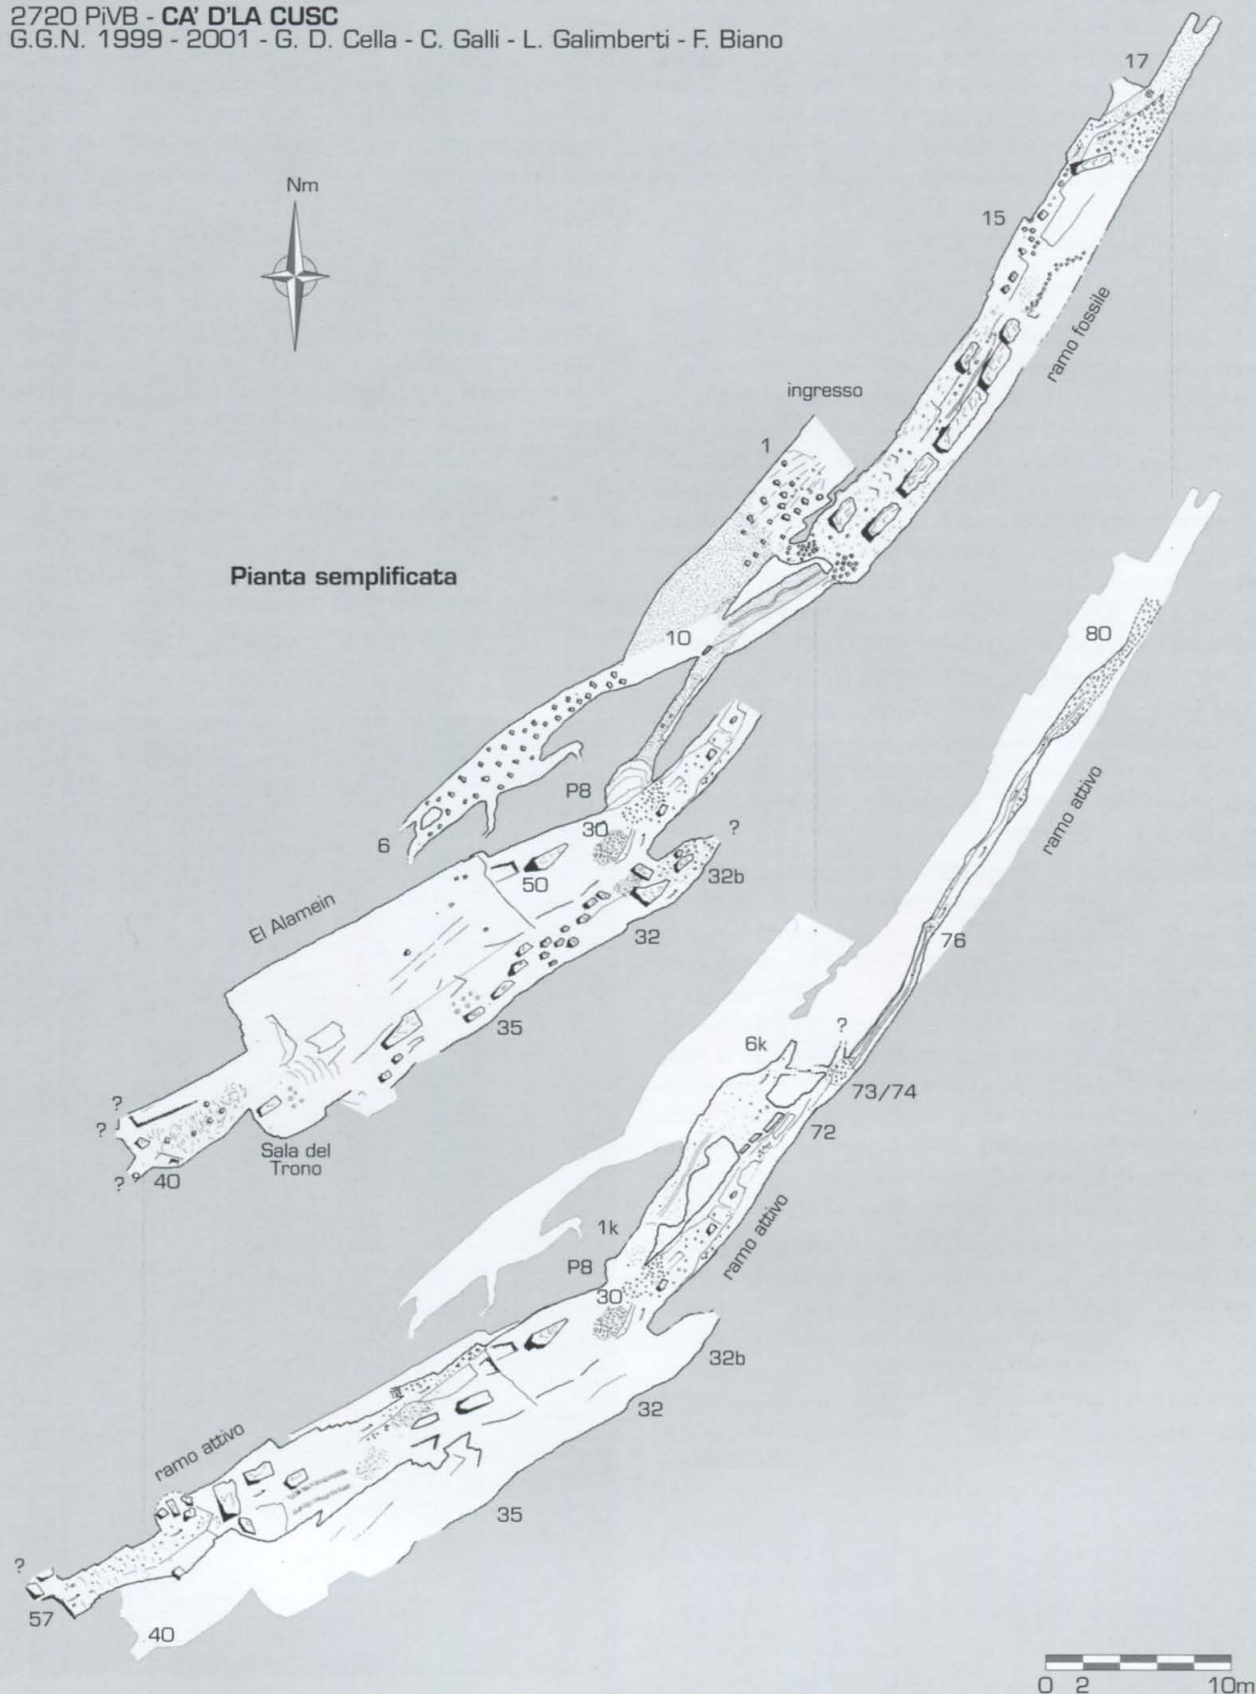 2720 PiVB - CA' D'LA CUSC
G.G.N. 1999 - 2001 - G. D. Cella - C. Galli - L. Galimberti - F. Biano
17
Nm
15
ramo fossile
ingresso
1
Pianta semplificata
10
80
P8
ramo attivo
6
30
?
50
32b
El Alamein
32
76
35
?
6k
73/74
?
?
72
Sala del
Trono
? 40
1k
ramo attivo
P8
30
32b
32
ramo attivo
35
?
57
40
0 2 10m